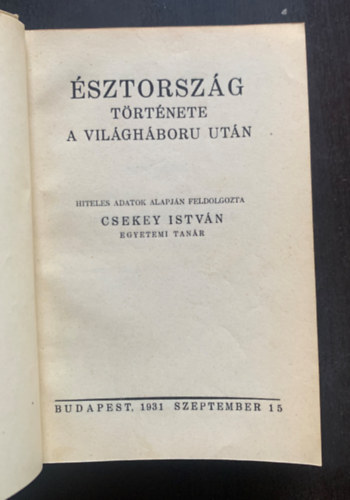 ÉSZTORSZÁG
TÖRTÉNETE
A VILÁGHÁBORU UTÁN
HITELES ADATOK ALAPJÁN FELDOLGOZTA
CSEKEY ISTVÁN
EGYETEMI TANÁR
BUDAPEST, 1931 SZEPTEMBER 15